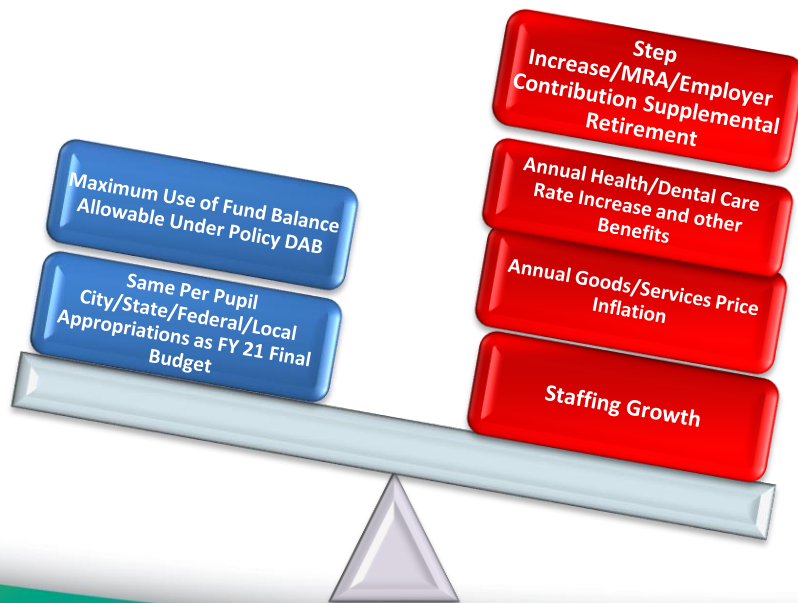 Maximum Use of Fund Balance
Allowable Under Policy DAB
Same Per Pupil
City/State/Federal/Local
Appropriations as FY 21 Final
Budget
Step
Increase/MRA/Employer
Contribution Supplemental
Retirement
Annual Health/Dental Care
Rate Increase and other
Benefits
Annual Goods/Services Price
Inflation
Staffing Growth